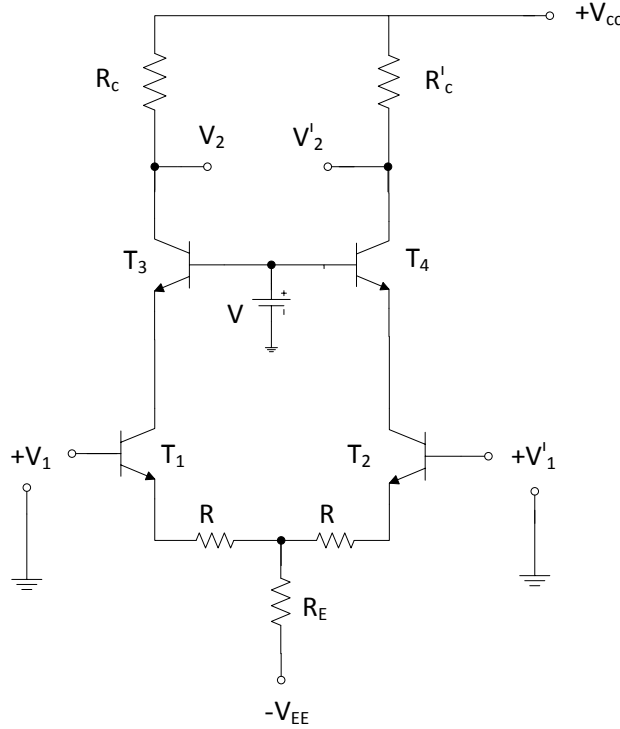 +Vcc
Rc R'c
V2 V'2
T3 T4
V + -
+V1 T1 T2 +V'1
R R
RE
-VEE